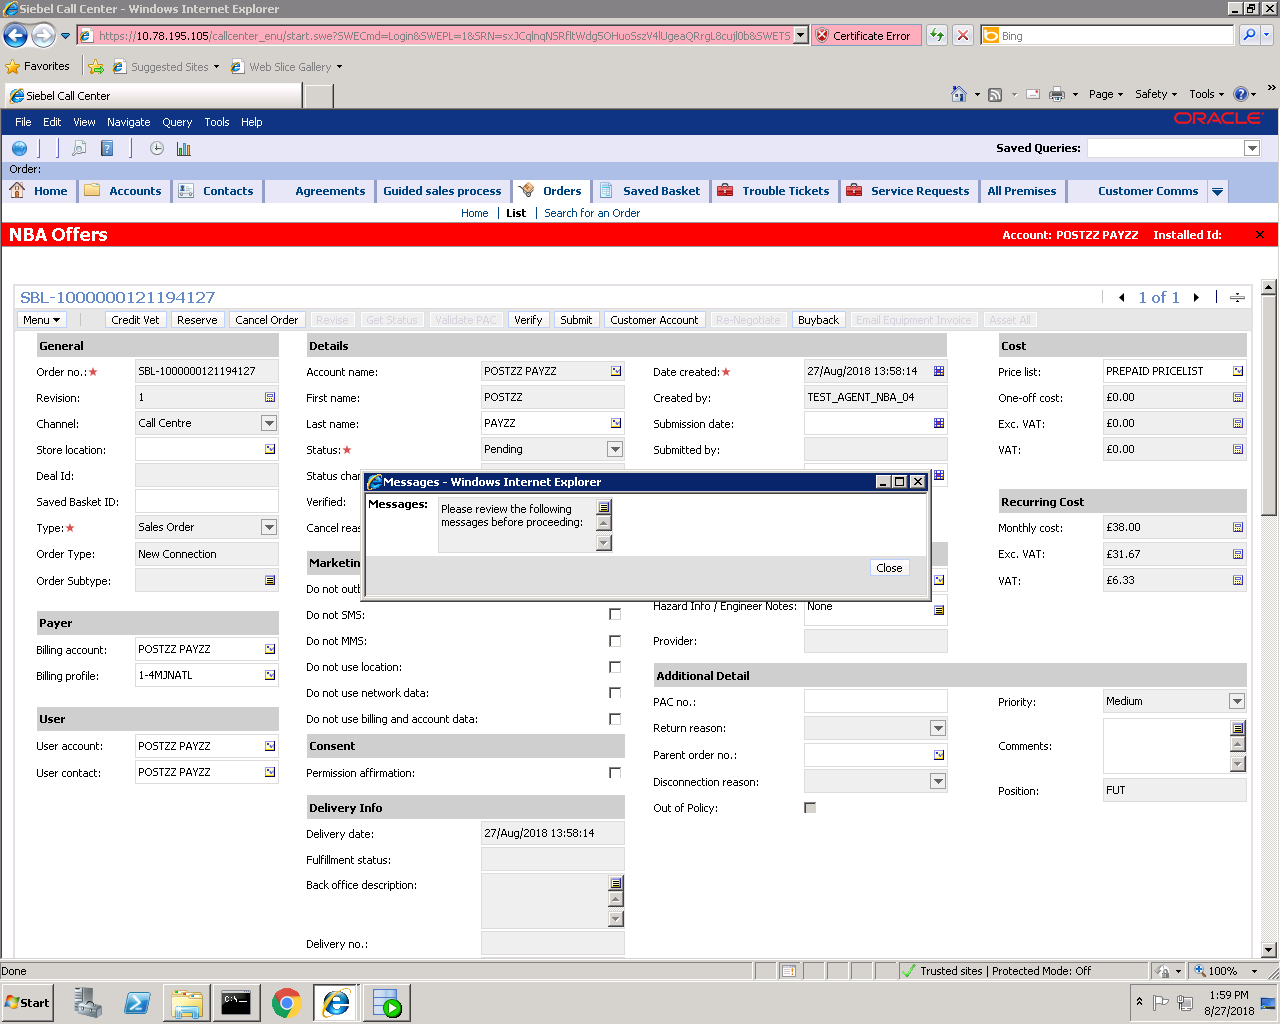 Siebel Call Center - Windows Internet Explorer
https://10.78.195.105/callcenter_enu/start.swe?SWECmd=Login&SWEPL=1&SRN= Certificate Error Bing
Favorites Suggested Sites Web Slice Gallery
Siebel Call Center Page Safety Tools »
File Edit View Navigate Query Tools Help ORACLE
Saved Queries:
Order:
Home Accounts Contacts Agreements Guided sales process Orders Saved Basket Trouble Tickets Service Requests All Premises Customer Comms
Home List Search for an Order
NBA Offers Account: POSTZZ PAYZZ Installed Id:
SBL-1000000121194127 1 of 1
Menu Credit Vet Reserve Cancel Order Revise Get Status Validate PAC Verify Submit Customer Account Re-Negotiate Buyback Email Equipment Invoice Asset All
General Details Cost
Order no.: SBL-1000000121194127 Account name: POSTZZ PAYZZ Date created: 27/Aug/2018 13:58:14 Price list: PREPAID PRICELIST
Revision: 1 First name: POSTZZ Created by: TEST_AGENT_NBA_04 One-off cost: £0.00
Channel: Call Centre Last name: PAYZZ Submission date: Exc. VAT: £0.00
Store location: Status: Pending Submitted by: VAT: £0.00
Deal Id: Status char
Messages - Windows Internet Explorer
Messages: Please review the following
messages before proceeding:
Close
Saved Basket ID: Verified: Recurring Cost
Type: Sales Order Cancel reas Monthly cost: £38.00
Order Type: New Connection Marketin Exc. VAT: £31.67
Order Subtype: Do not outb VAT: £6.33
Do not SMS: Hazard Info / Engineer Notes: None
Payer
Billing account: POSTZZ PAYZZ Do not MMS: Provider:
Billing profile: 1-4MJNATL Do not use location: Additional Detail
Do not use network data: PAC no.: Priority: Medium
User Do not use billing and account data: Return reason:
User account: POSTZZ PAYZZ Consent Parent order no.: Comments:
User contact: POSTZZ PAYZZ Permission affirmation: Disconnection reason:
Position: FUT
Delivery Info Out of Policy:
Delivery date: 27/Aug/2018 13:58:14
Fulfillment status:
Back office description:
Delivery no.:
Done Trusted sites | Protected Mode: Off 100%
Start 1:59 PM
8/27/2018